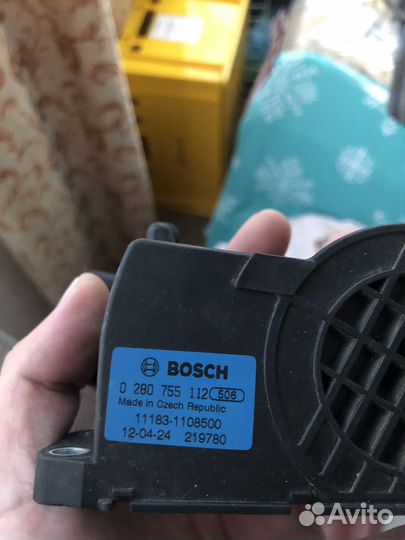 BOSCH
0 280 755 112 506
Made in Czech Republic
11183-1108500
12-04-24 219780
Avito